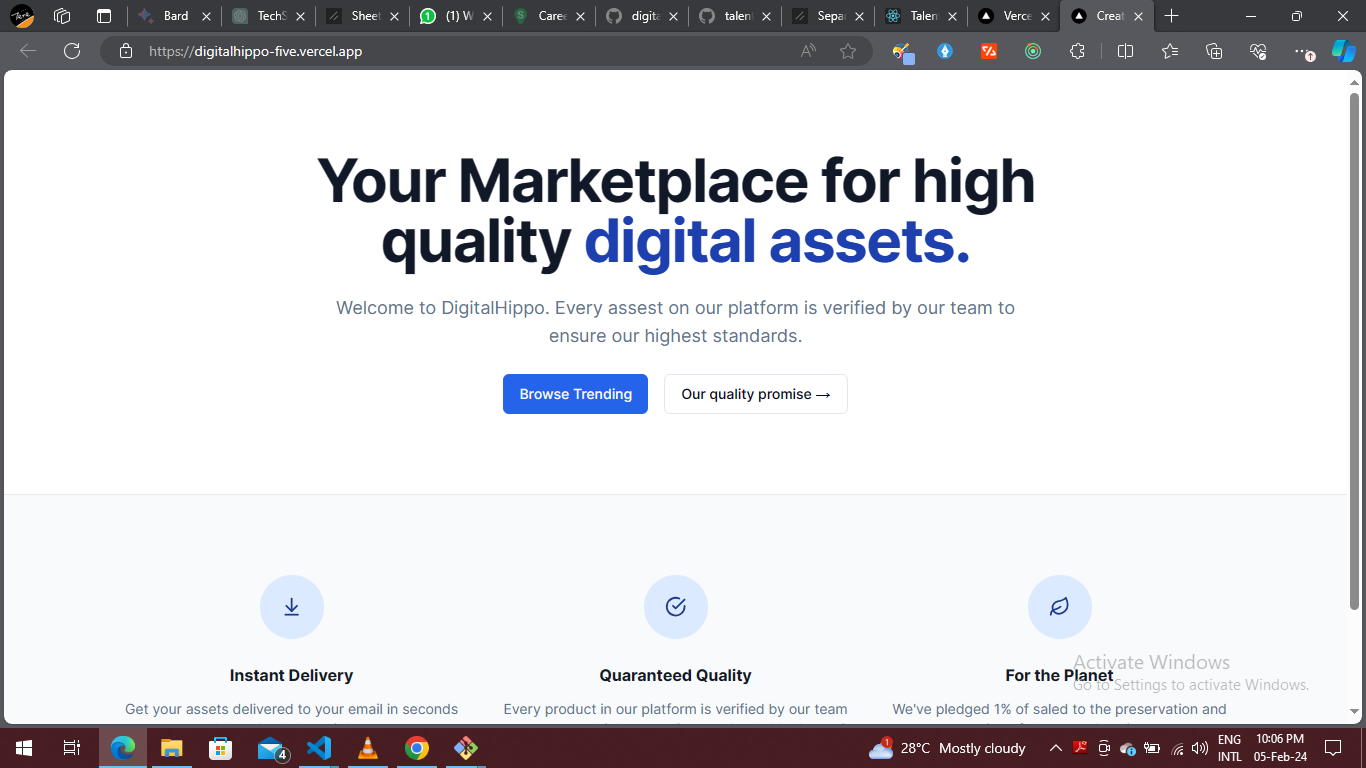 Bard
TechS
Sheet
(1) W
Caree
digita
talent
Separ
Talen
Verce
Creat
https://digitalhippo-five.vercel.app
Your Marketplace for high
quality digital assets.
Welcome to DigitalHippo. Every assest on our platform is verified by our team to
ensure our highest standards.
Browse Trending
Our quality promise →
Instant Delivery
Quaranteed Quality
For the Planet
Get your assets delivered to your email in seconds
Every product in our platform is verified by our team
We've pledged 1% of saled to the preservation and
Activate Windows
Go to Settings to activate Windows.
4
1
28°C Mostly cloudy
ENG
INTL
10:06 PM
05-Feb-24